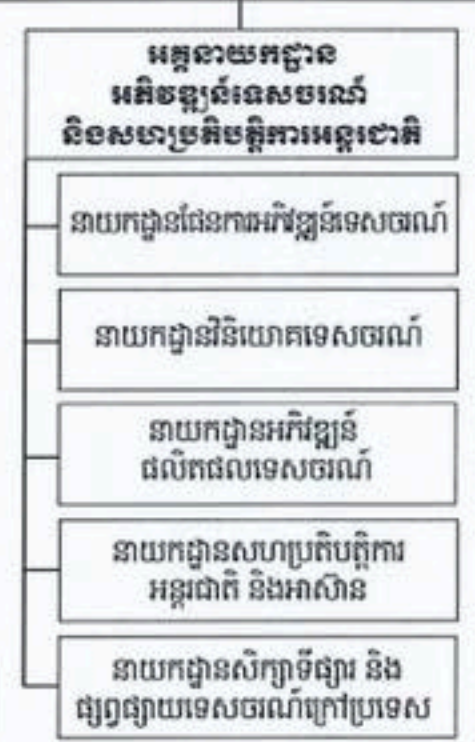 អគ្គនាយកដ្ឋាន
អភិវឌ្ឍន៍ទេសចរណ៍
និងសហប្រតិបត្តិការអន្តរជាតិ
នាយកដ្ឋានផែនការអភិវឌ្ឍន៍ទេសចរណ៍
នាយកដ្ឋានវិនិយោគទេសចរណ៍
នាយកដ្ឋានអភិវឌ្ឍន៍
ផលិតផលទេសចរណ៍
នាយកដ្ឋានសហប្រតិបត្តិការ
អន្តរជាតិ និងអាស៊ាន
នាយកដ្ឋានសិក្សាទីផ្សារ និង
ផ្សព្វផ្សាយទេសចរណ៍ក្រៅប្រទេស